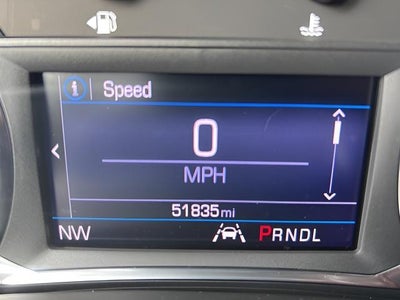 i Speed
0
MPH
51835 mi
NW PRNDL